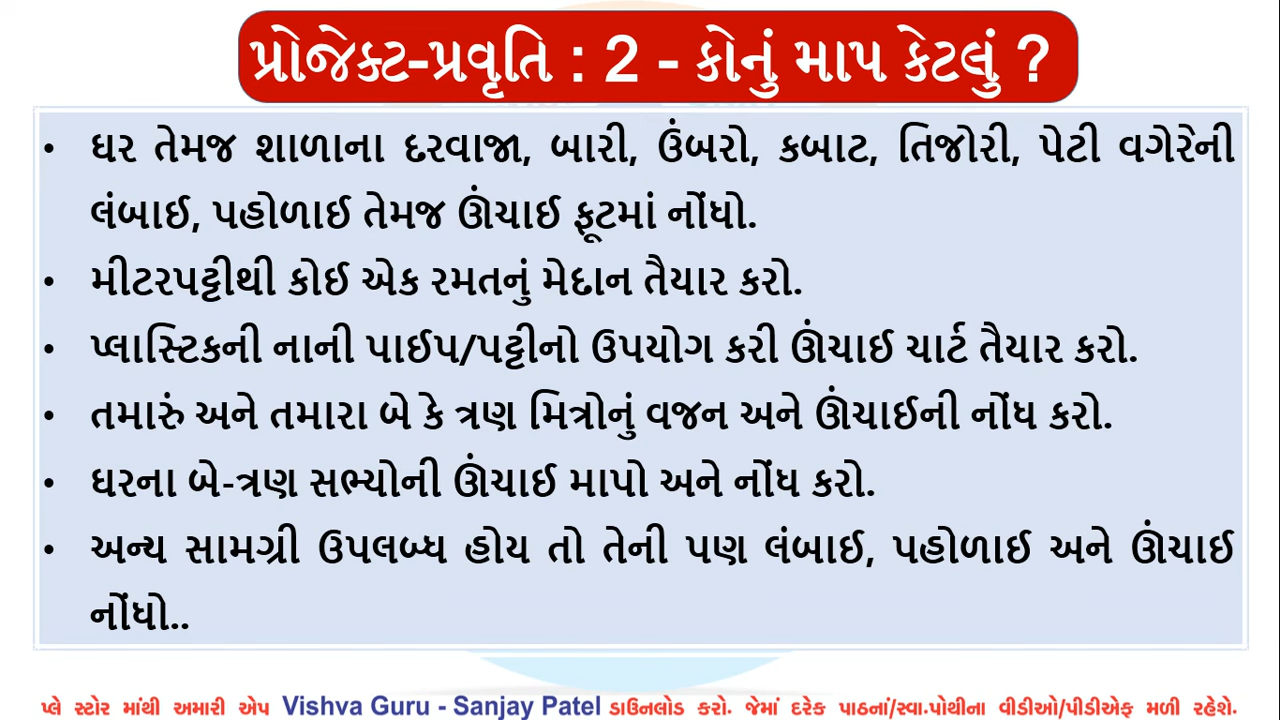 પ્રોજેક્ટ-પ્રવૃતિ : 2 - કોનું માપ કેટલું ?
• ઘર તેમજ શાળાના દરવાજા, બારી, ઉંબરો, કબાટ, તિજોરી, પેટી વગેરેની
લંબાઈ, પહોળાઈ તેમજ ઊંચાઈ ફૂટમાં નોંધો.
• મીટરપટ્ટીથી કોઈ એક રમતનું મેદાન તૈયાર કરો.
• પ્લાસ્ટિકની નાની પાઈપ/પટ્ટીનો ઉપયોગ કરી ઊંચાઈ ચાર્ટ તૈયાર કરો.
• તમારું અને તમારા બે કે ત્રણ મિત્રોનું વજન અને ઊંચાઈની નોંધ કરો.
• ઘરના બે-ત્રણ સભ્યોની ઊંચાઈ માપો અને નોંધ કરો.
• અન્ય સામગ્રી ઉપલબ્ધ હોય તો તેની પણ લંબાઈ, પહોળાઈ અને ઊંચાઈ
નોંધો..
પ્લે સ્ટોર માંથી અમારી એપ Vishva Guru - Sanjay Patel ડાઉનલોડ કરો. જેમાં દરેક પાઠનાં/સ્વા.પોથીના વીડીઓ/પીડીએફ મળી રહેશે.